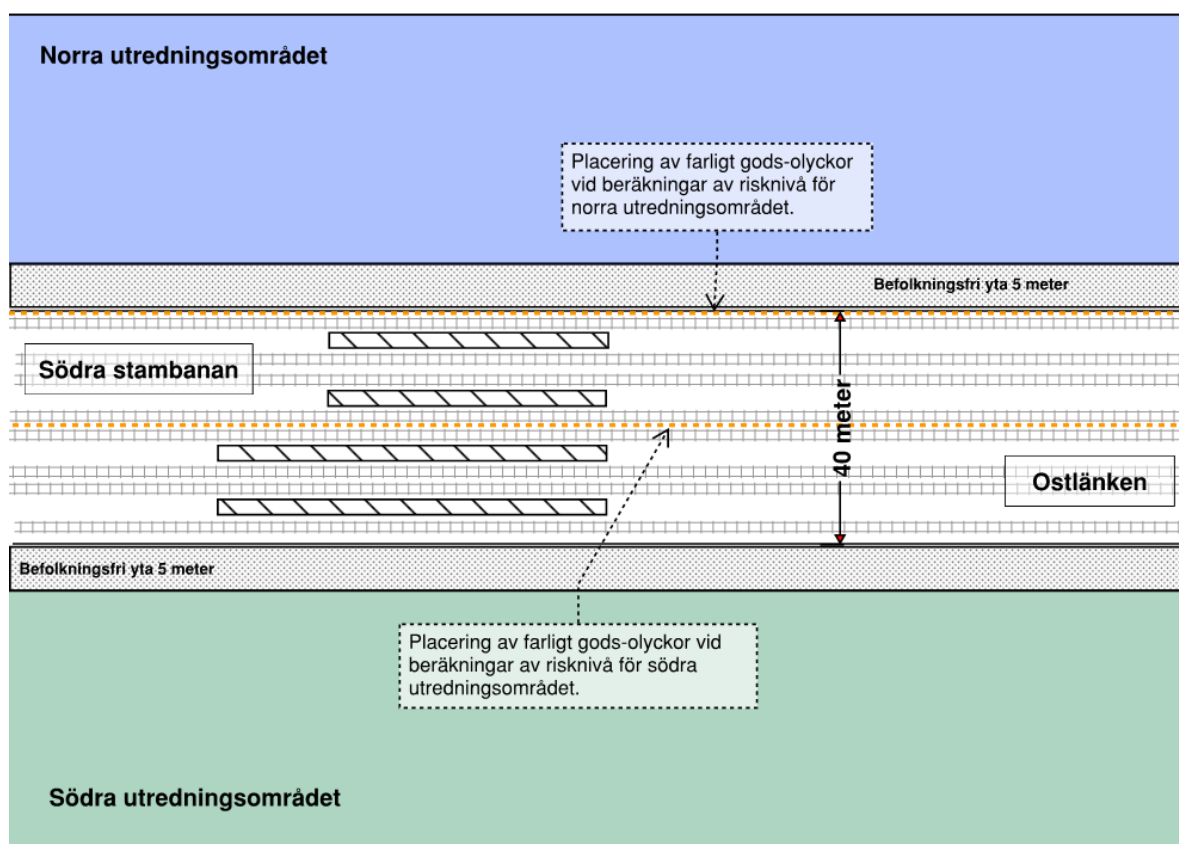 Norra utredningsområdet
Placering av farligt gods-olyckor
vid beräkningar av risknivå för
norra utredningsområdet.
Befolkningsfri yta 5 meter
Södra stambanan
40 meter
Ostlänken
Befolkningsfri yta 5 meter
Placering av farligt gods-olyckor vid
beräkningar av risknivå för södra
utredningsområdet.
Södra utredningsområdet